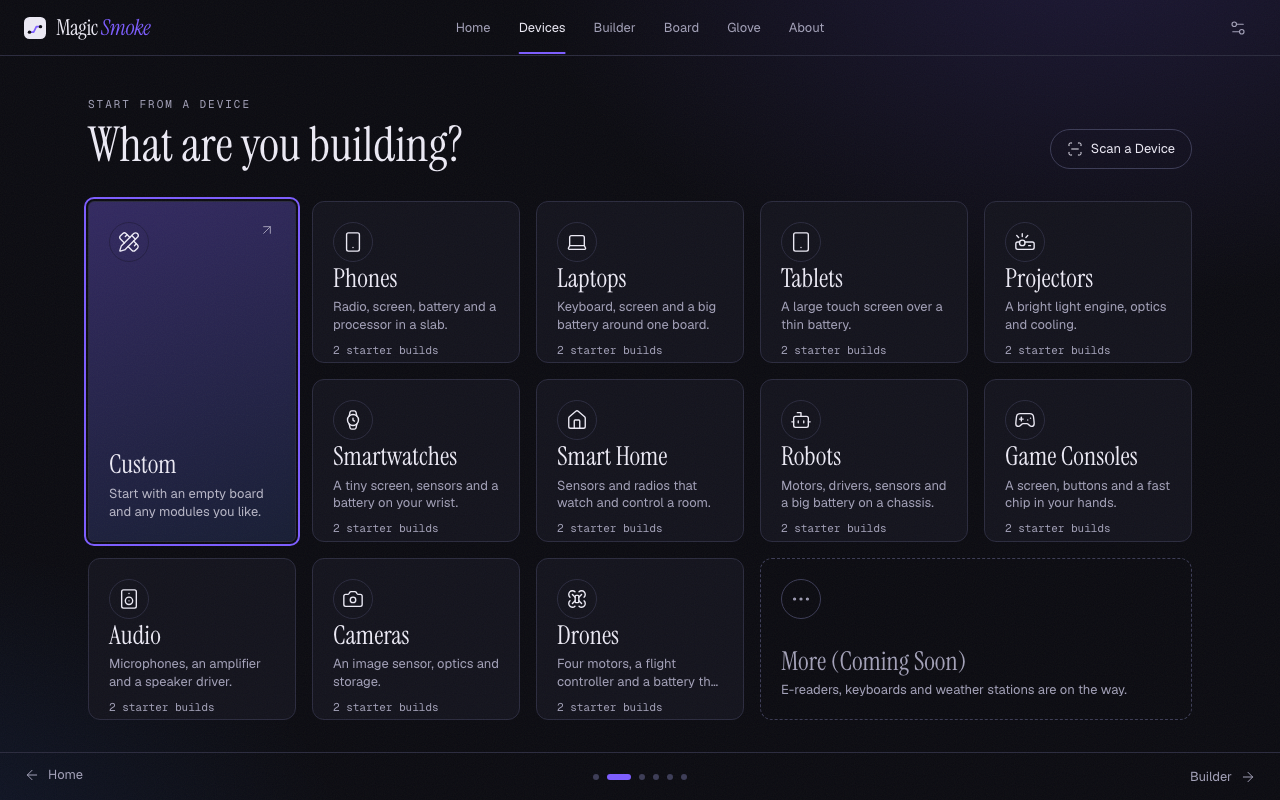 Magic Smoke
Home
Devices
Builder
Board
Glove
About
START FROM A DEVICE
What are you building?
Scan a Device
Custom
Start with an empty board
and any modules you like.
Phones
Radio, screen, battery and a
processor in a slab.
2 starter builds
Laptops
Keyboard, screen and a big
battery around one board.
2 starter builds
Tablets
A large touch screen over a
thin battery.
2 starter builds
Projectors
A bright light engine, optics
and cooling.
2 starter builds
Smartwatches
A tiny screen, sensors and a
battery on your wrist.
2 starter builds
Smart Home
Sensors and radios that
watch and control a room.
2 starter builds
Robots
Motors, drivers, sensors and
a big battery on a chassis.
2 starter builds
Game Consoles
A screen, buttons and a fast
chip in your hands.
2 starter builds
Audio
Microphones, an amplifier
and a speaker driver.
2 starter builds
Cameras
An image sensor, optics and
storage.
2 starter builds
Drones
Four motors, a flight
controller and a battery th...
2 starter builds
More (Coming Soon)
E-readers, keyboards and weather stations are on the way.
Home
Builder